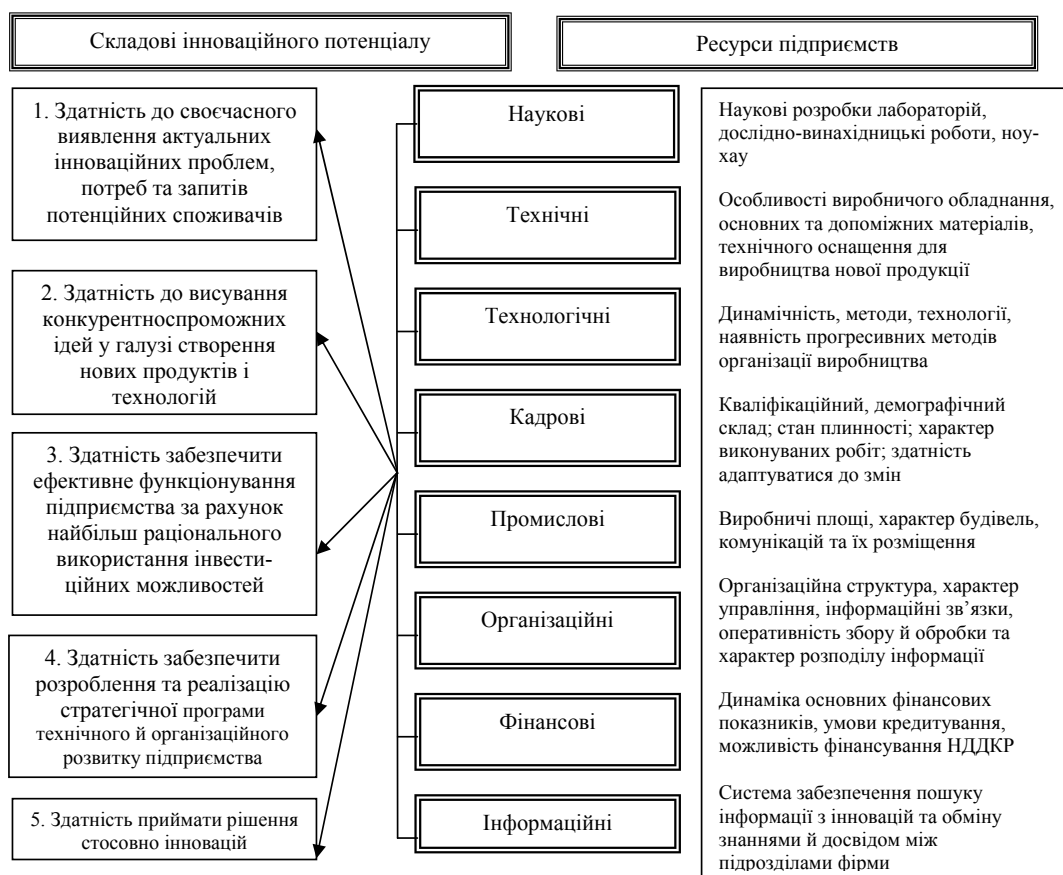 Складові інноваційного потенціалу
Ресурси підприємств
1. Здатність до своєчасного
виявлення актуальних
інноваційних проблем,
потреб та запитів
потенційних споживачів
2. Здатність до висування
конкурентноспроможних
ідей у галузі створення
нових продуктів і
технологій
3. Здатність забезпечити
ефективне функціонування
підприємства за рахунок
найбільш раціонального
використання інвести-
ційних можливостей
4. Здатність забезпечити
розроблення та реалізацію
стратегічної програми
технічного й організаційного
розвитку підприємства
5. Здатність приймати рішення
стосовно інновацій
Наукові
Технічні
Технологічні
Кадрові
Промислові
Організаційні
Фінансові
Інформаційні
Наукові розробки лабораторій,
дослідно-винахідницькі роботи, ноу-
хау
Особливості виробничого обладнання,
основних та допоміжних матеріалів,
технічного оснащення для
виробництва нової продукції
Динамічність, методи, технології,
наявність прогресивних методів
організації виробництва
Кваліфікаційний, демографічний
склад; стан плинності; характер
виконуваних робіт; здатність
адаптуватися до змін
Виробничі площі, характер будівель,
комунікацій та їх розміщення
Організаційна структура, характер
управління, інформаційні зв’язки,
оперативність збору й обробки та
характер розподілу інформації
Динаміка основних фінансових
показників, умови кредитування,
можливість фінансування НДДКР
Система забезпечення пошуку
інформації з інновацій та обміну
знаннями й досвідом між
підрозділами фірми